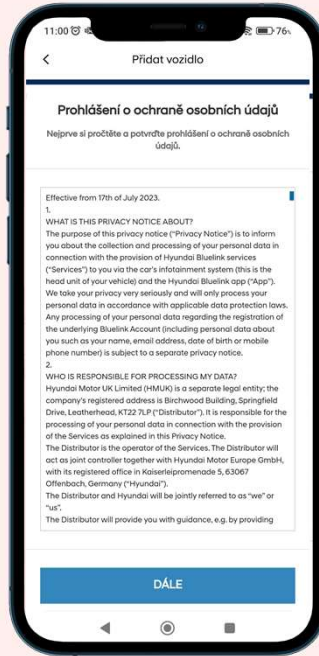 11:00
76%
Přidat vozidlo
Prohlášení o ochraně osobních údajů
Nejprve si pročtěte a potvrďte prohlášení o ochraně osobních
údajů.
Effective from 17th of July 2023.
1.
WHAT IS THIS PRIVACY NOTICE ABOUT?
The purpose of this privacy notice (“Privacy Notice”) is to inform
you about the collection and processing of your personal data in
connection with the provision of Hyundai Bluelink services
(“Services”) to you via the car's infotainment system (this is the
head unit of your vehicle) and the Hyundai Bluelink app (“App”).
We take your privacy very seriously and will only process your
personal data in accordance with applicable data protection laws.
Any processing of your personal data regarding the registration of
the underlying Bluelink Account (including personal data about
you such as your name, email address, date of birth or mobile
phone number) is subject to a separate privacy notice.
2.
WHO IS RESPONSIBLE FOR PROCESSING MY DATA?
Hyundai Motor UK Limited (HMUK) is a separate legal entity; the
company's registered address is Birchwood Building, Springfield
Drive, Leatherhead, KT22 7LP (“Distributor”). It is responsible for the
processing of your personal data in connection with the provision
of the Services as explained in this Privacy Notice.
The Distributor is the operator of the Services. The Distributor will
act as joint controller together with Hyundai Motor Europe GmbH,
with its registered office in Kaiserleipromenade 5, 63067
Offenbach, Germany (“Hyundai”).
The Distributor and Hyundai will be jointly referred to as “we” or
“us”.
The Distributor will provide you with guidance, e.g. by providing
DÁLE